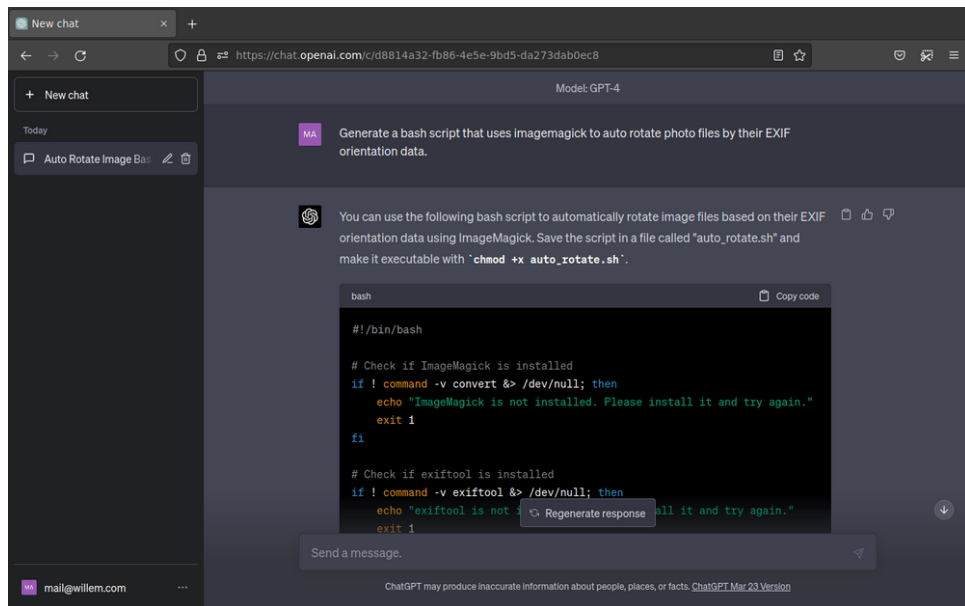 New chat
https://chat.openai.com/c/d8814a32-fb86-4e5e-9bd5-da273dab0ec8
+ New chat
Today
Auto Rotate Image Bas
Model: GPT-4
MA
Generate a bash script that uses imagemagick to auto rotate photo files by their EXIF
orientation data.
You can use the following bash script to automatically rotate image files based on their EXIF
orientation data using ImageMagick. Save the script in a file called "auto_rotate.sh" and
make it executable with `chmod +x auto_rotate.sh`.
bash
Copy code
#!/bin/bash
# Check if ImageMagick is installed
if ! command -v convert &> /dev/null; then
echo "ImageMagick is not installed. Please install it and try again."
exit 1
fi
# Check if exiftool is installed
if ! command -v exiftool &> /dev/null; then
echo "exiftool is not i
all it and try again."
Regenerate response
exit 1
Send a message.
MA
mail@willem.com
ChatGPT may produce inaccurate information about people, places, or facts. ChatGPT Mar 23 Version